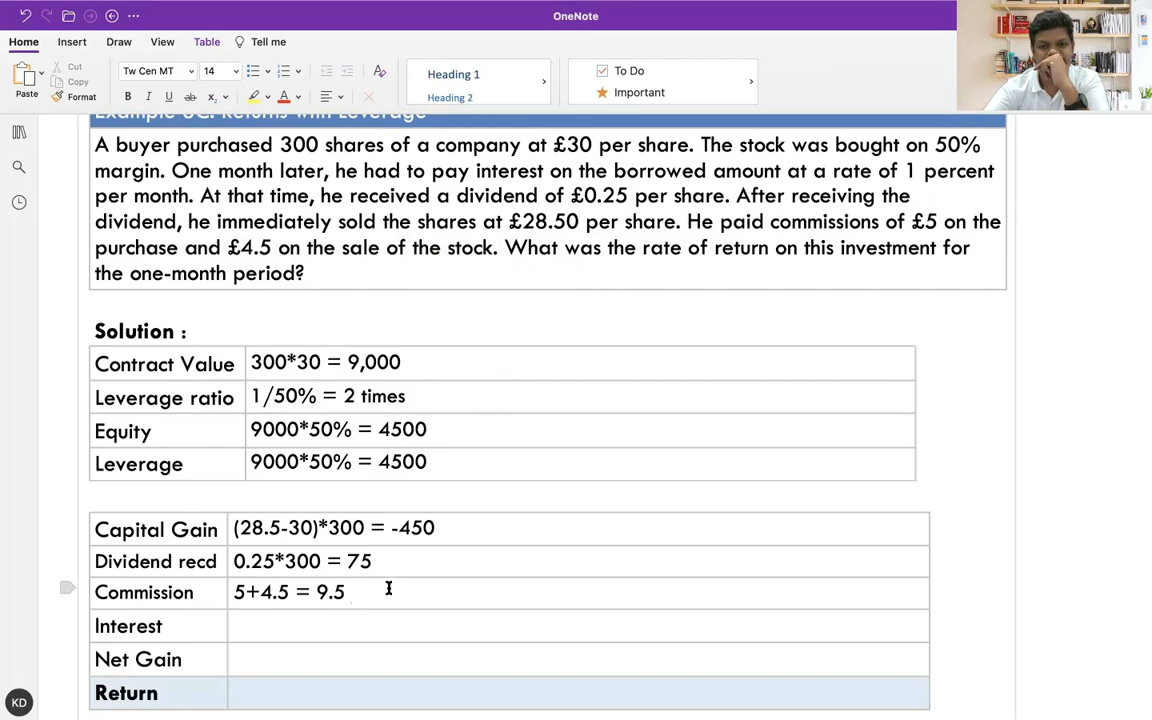 OneNote
Home Insert Draw View Table Tell me
Paste
Cut
Copy
Format
Tw Cen MT 14
B I U ab x₂ A
Heading 1
Heading 2
To Do
Important
Example 6C: Returns with Leverage
A buyer purchased 300 shares of a company at £30 per share. The stock was bought on 50%
margin. One month later, he had to pay interest on the borrowed amount at a rate of 1 percent
per month. At that time, he received a dividend of £0.25 per share. After receiving the
dividend, he immediately sold the shares at £28.50 per share. He paid commissions of £5 on the
purchase and £4.5 on the sale of the stock. What was the rate of return on this investment for
the one-month period?
Solution :
Contract Value 300*30 = 9,000
Leverage ratio 1/50% = 2 times
Equity 9000*50% = 4500
Leverage 9000*50% = 4500
Capital Gain (28.5-30)*300 = -450
Dividend recd 0.25*300 = 75
Commission 5+4.5 = 9.5
Interest
Net Gain
Return
KD